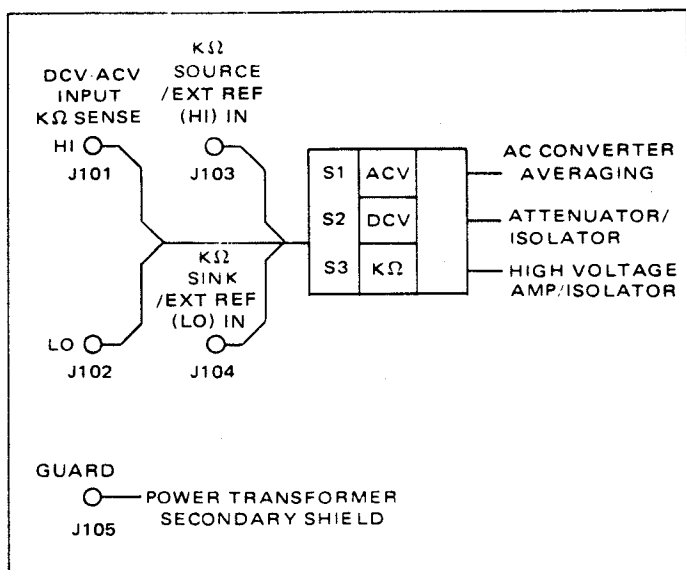 DCV·ACV
INPUT
KΩ SENSE
HI
J101
KΩ
SOURCE
/EXT REF
(HI) IN
J103
KΩ
SINK
/EXT REF
(LO) IN
LO
J102
J104
S1 ACV
S2 DCV
S3 KΩ
AC CONVERTER
AVERAGING
ATTENUATOR/
ISOLATOR
HIGH VOLTAGE
AMP/ISOLATOR
GUARD
J105
POWER TRANSFORMER
SECONDARY SHIELD